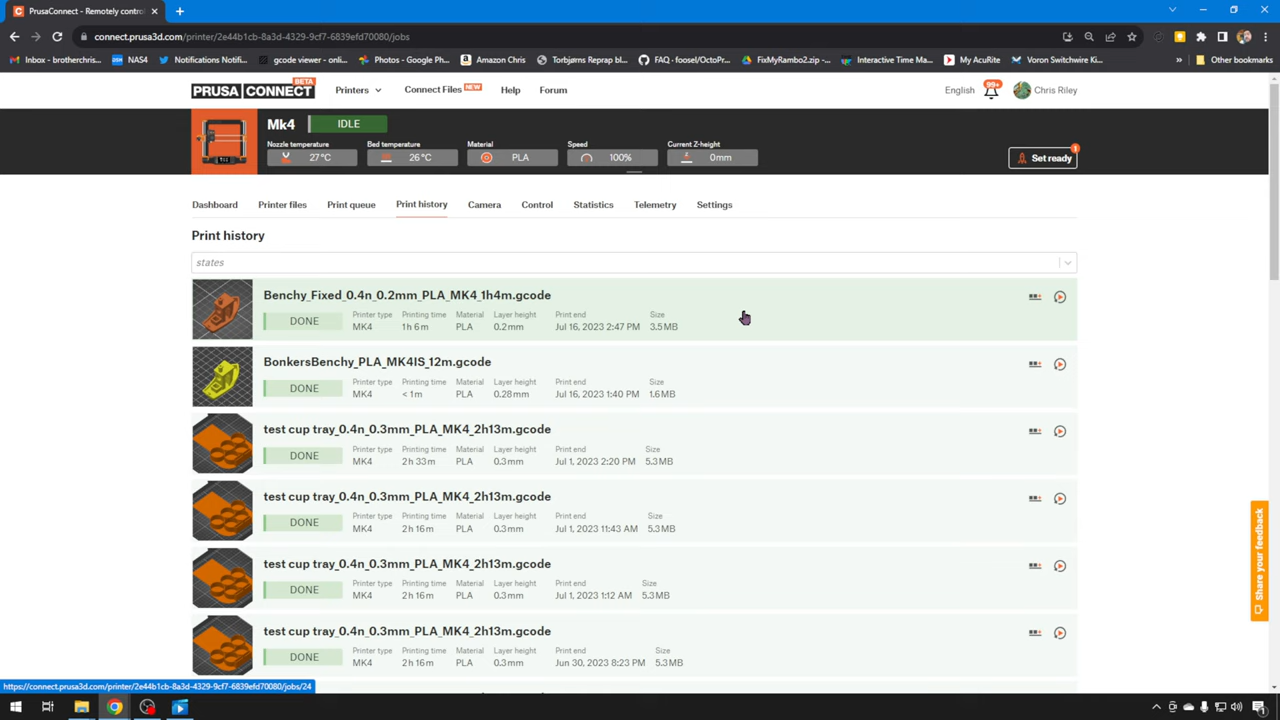 PrusaConnect - Remotely control
connect.prusa3d.com/printer/2e44b1cb-8a3d-4329-9cf7-6839efd70080/jobs
Inbox - brotherchris... NAS4 Notifications Notifi... gcode viewer - onlin... Photos - Google Ph... Amazon Chris Torbjørns Reprap bl... FAQ · foosel/OctoPr... FixMyRambo2.zip -... Interactive Time Ma... My AcuRite Voron Switchwire Ki... » Other bookmarks
BETA
PRUSA CONNECT Printers Connect Files NEW Help Forum English 99+ Chris Riley
Mk4 IDLE
Nozzle temperature Bed temperature Material Speed Current Z-height
27°C 26°C PLA 100% 0mm Set ready 1
Dashboard Printer files Print queue Print history Camera Control Statistics Telemetry Settings
Print history
states
Benchy_Fixed_0.4n_0.2mm_PLA_MK4_1h4m.gcode
DONE Printer type Printing time Material Layer height Print end Size
MK4 1h 6m PLA 0.2mm Jul 16, 2023 2:47 PM 3.5MB
BonkersBenchy_PLA_MK4IS_12m.gcode
DONE Printer type Printing time Material Layer height Print end Size
MK4 < 1m PLA 0.28mm Jul 16, 2023 1:40 PM 1.6MB
test cup tray_0.4n_0.3mm_PLA_MK4_2h13m.gcode
DONE Printer type Printing time Material Layer height Print end Size
MK4 2h 33m PLA 0.3mm Jul 1, 2023 2:20 PM 5.3MB
test cup tray_0.4n_0.3mm_PLA_MK4_2h13m.gcode
DONE Printer type Printing time Material Layer height Print end Size
MK4 2h 16m PLA 0.3mm Jul 1, 2023 11:43 AM 5.3MB
test cup tray_0.4n_0.3mm_PLA_MK4_2h13m.gcode
DONE Printer type Printing time Material Layer height Print end Size
MK4 2h 16m PLA 0.3mm Jul 1, 2023 1:12 AM 5.3MB
test cup tray_0.4n_0.3mm_PLA_MK4_2h13m.gcode
DONE Printer type Printing time Material Layer height Print end Size
MK4 2h 16m PLA 0.3mm Jun 30, 2023 8:23 PM 5.3MB
Share your feedback
https://connect.prusa3d.com/printer/2e44b1cb-8a3d-4329-9cf7-6839efd70080/jobs/24